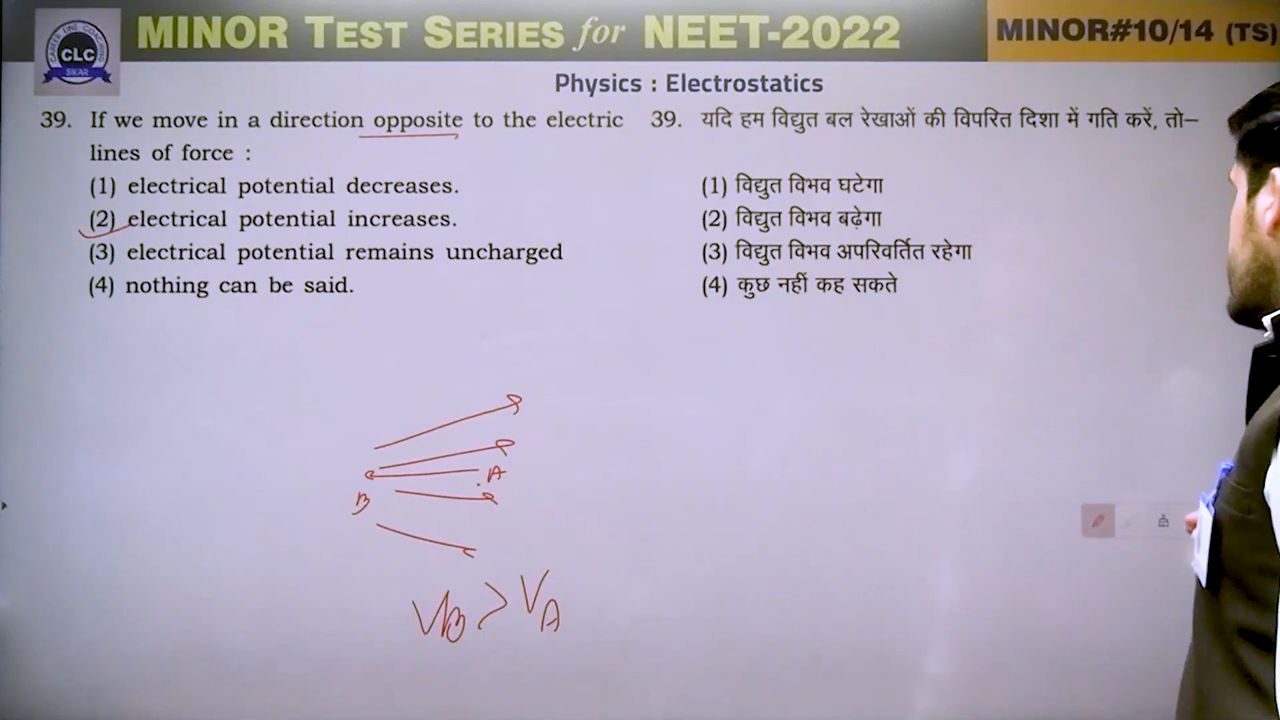 MINOR TEST SERIES for NEET-2022
MINOR#10/14 (TS)
CAREER LINE COACHING
CLC
SIKAR
Physics : Electrostatics
39. If we move in a direction opposite to the electric
lines of force :
(1) electrical potential decreases.
(2) electrical potential increases.
(3) electrical potential remains uncharged
(4) nothing can be said.
39. यदि हम विद्युत बल रेखाओं की विपरित दिशा में गति करें, तो–
(1) विद्युत विभव घटेगा
(2) विद्युत विभव बढ़ेगा
(3) विद्युत विभव अपरिवर्तित रहेगा
(4) कुछ नहीं कह सकते
A
B
VB > VA